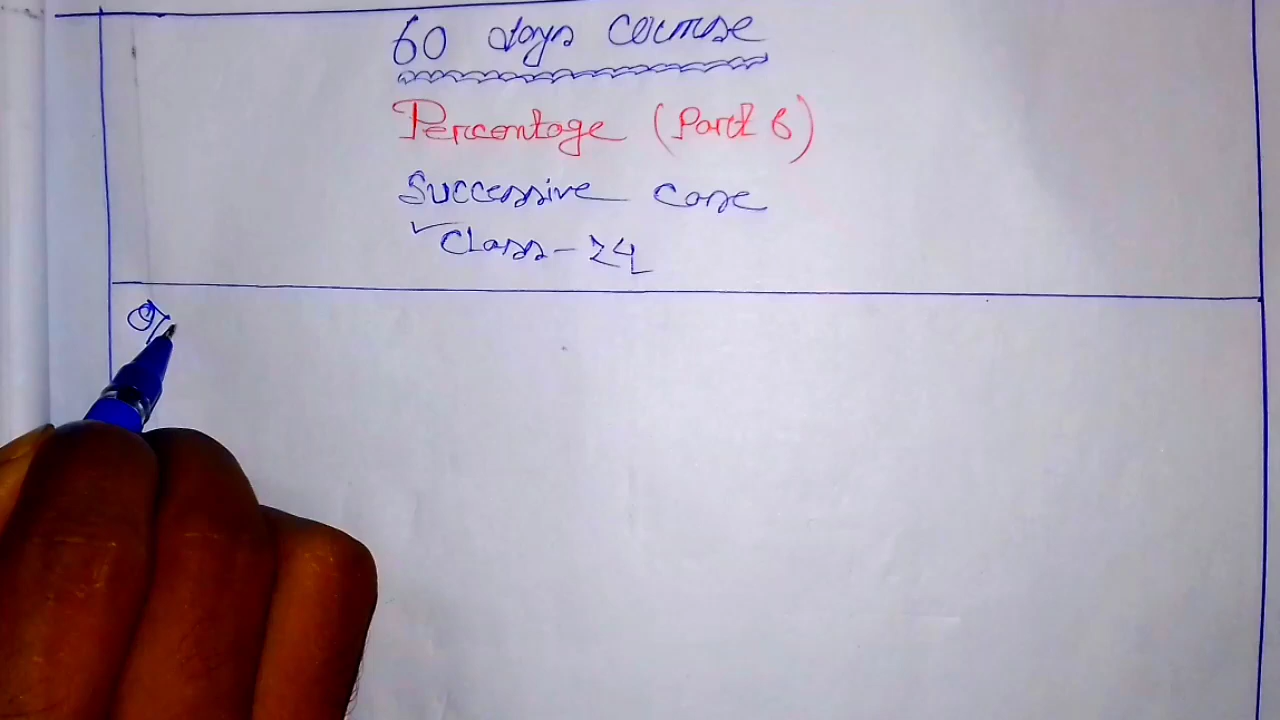 60 days course
Percentage (Part 6)
Successive case
Class-24